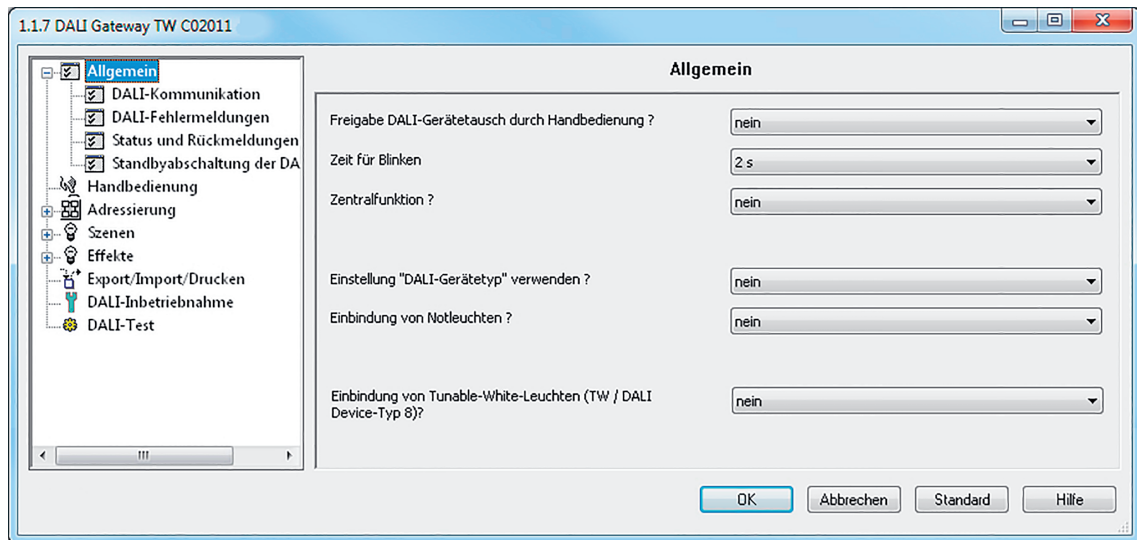 1.1.7 DALI Gateway TW C02011
Allgemein
DALI-Kommunikation
DALI-Fehlermeldungen
Status und Rückmeldungen
Standbyabschaltung der DA
Handbedienung
Adressierung
Szenen
Effekte
Export/Import/Drucken
DALI-Inbetriebnahme
DALI-Test
Allgemein
Freigabe DALI-Gerätetausch durch Handbedienung ?
nein
Zeit für Blinken
2 s
Zentralfunktion ?
nein
Einstellung "DALI-Gerätetyp" verwenden ?
nein
Einbindung von Notleuchten ?
nein
Einbindung von Tunable-White-Leuchten (TW / DALI
Device-Typ 8)?
nein
OK
Abbrechen
Standard
Hilfe